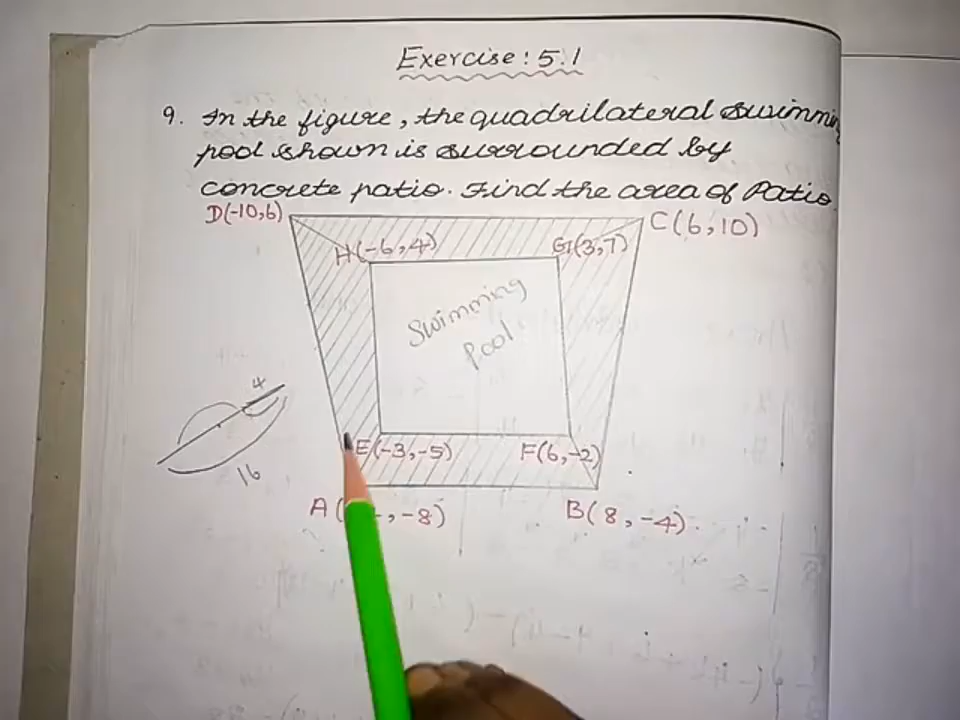 Exercise: 5.1
9. In the figure, the quadrilateral swimming
pool shown is surrounded by
concrete patio. Find the area of Patio
D(-10,6)
C(6,10)
H(-6,4)
G(3,7)
Swimming
Pool
4
16
E(-3,-5)
F(6,-2)
A( ,-8)
B(8,-4)